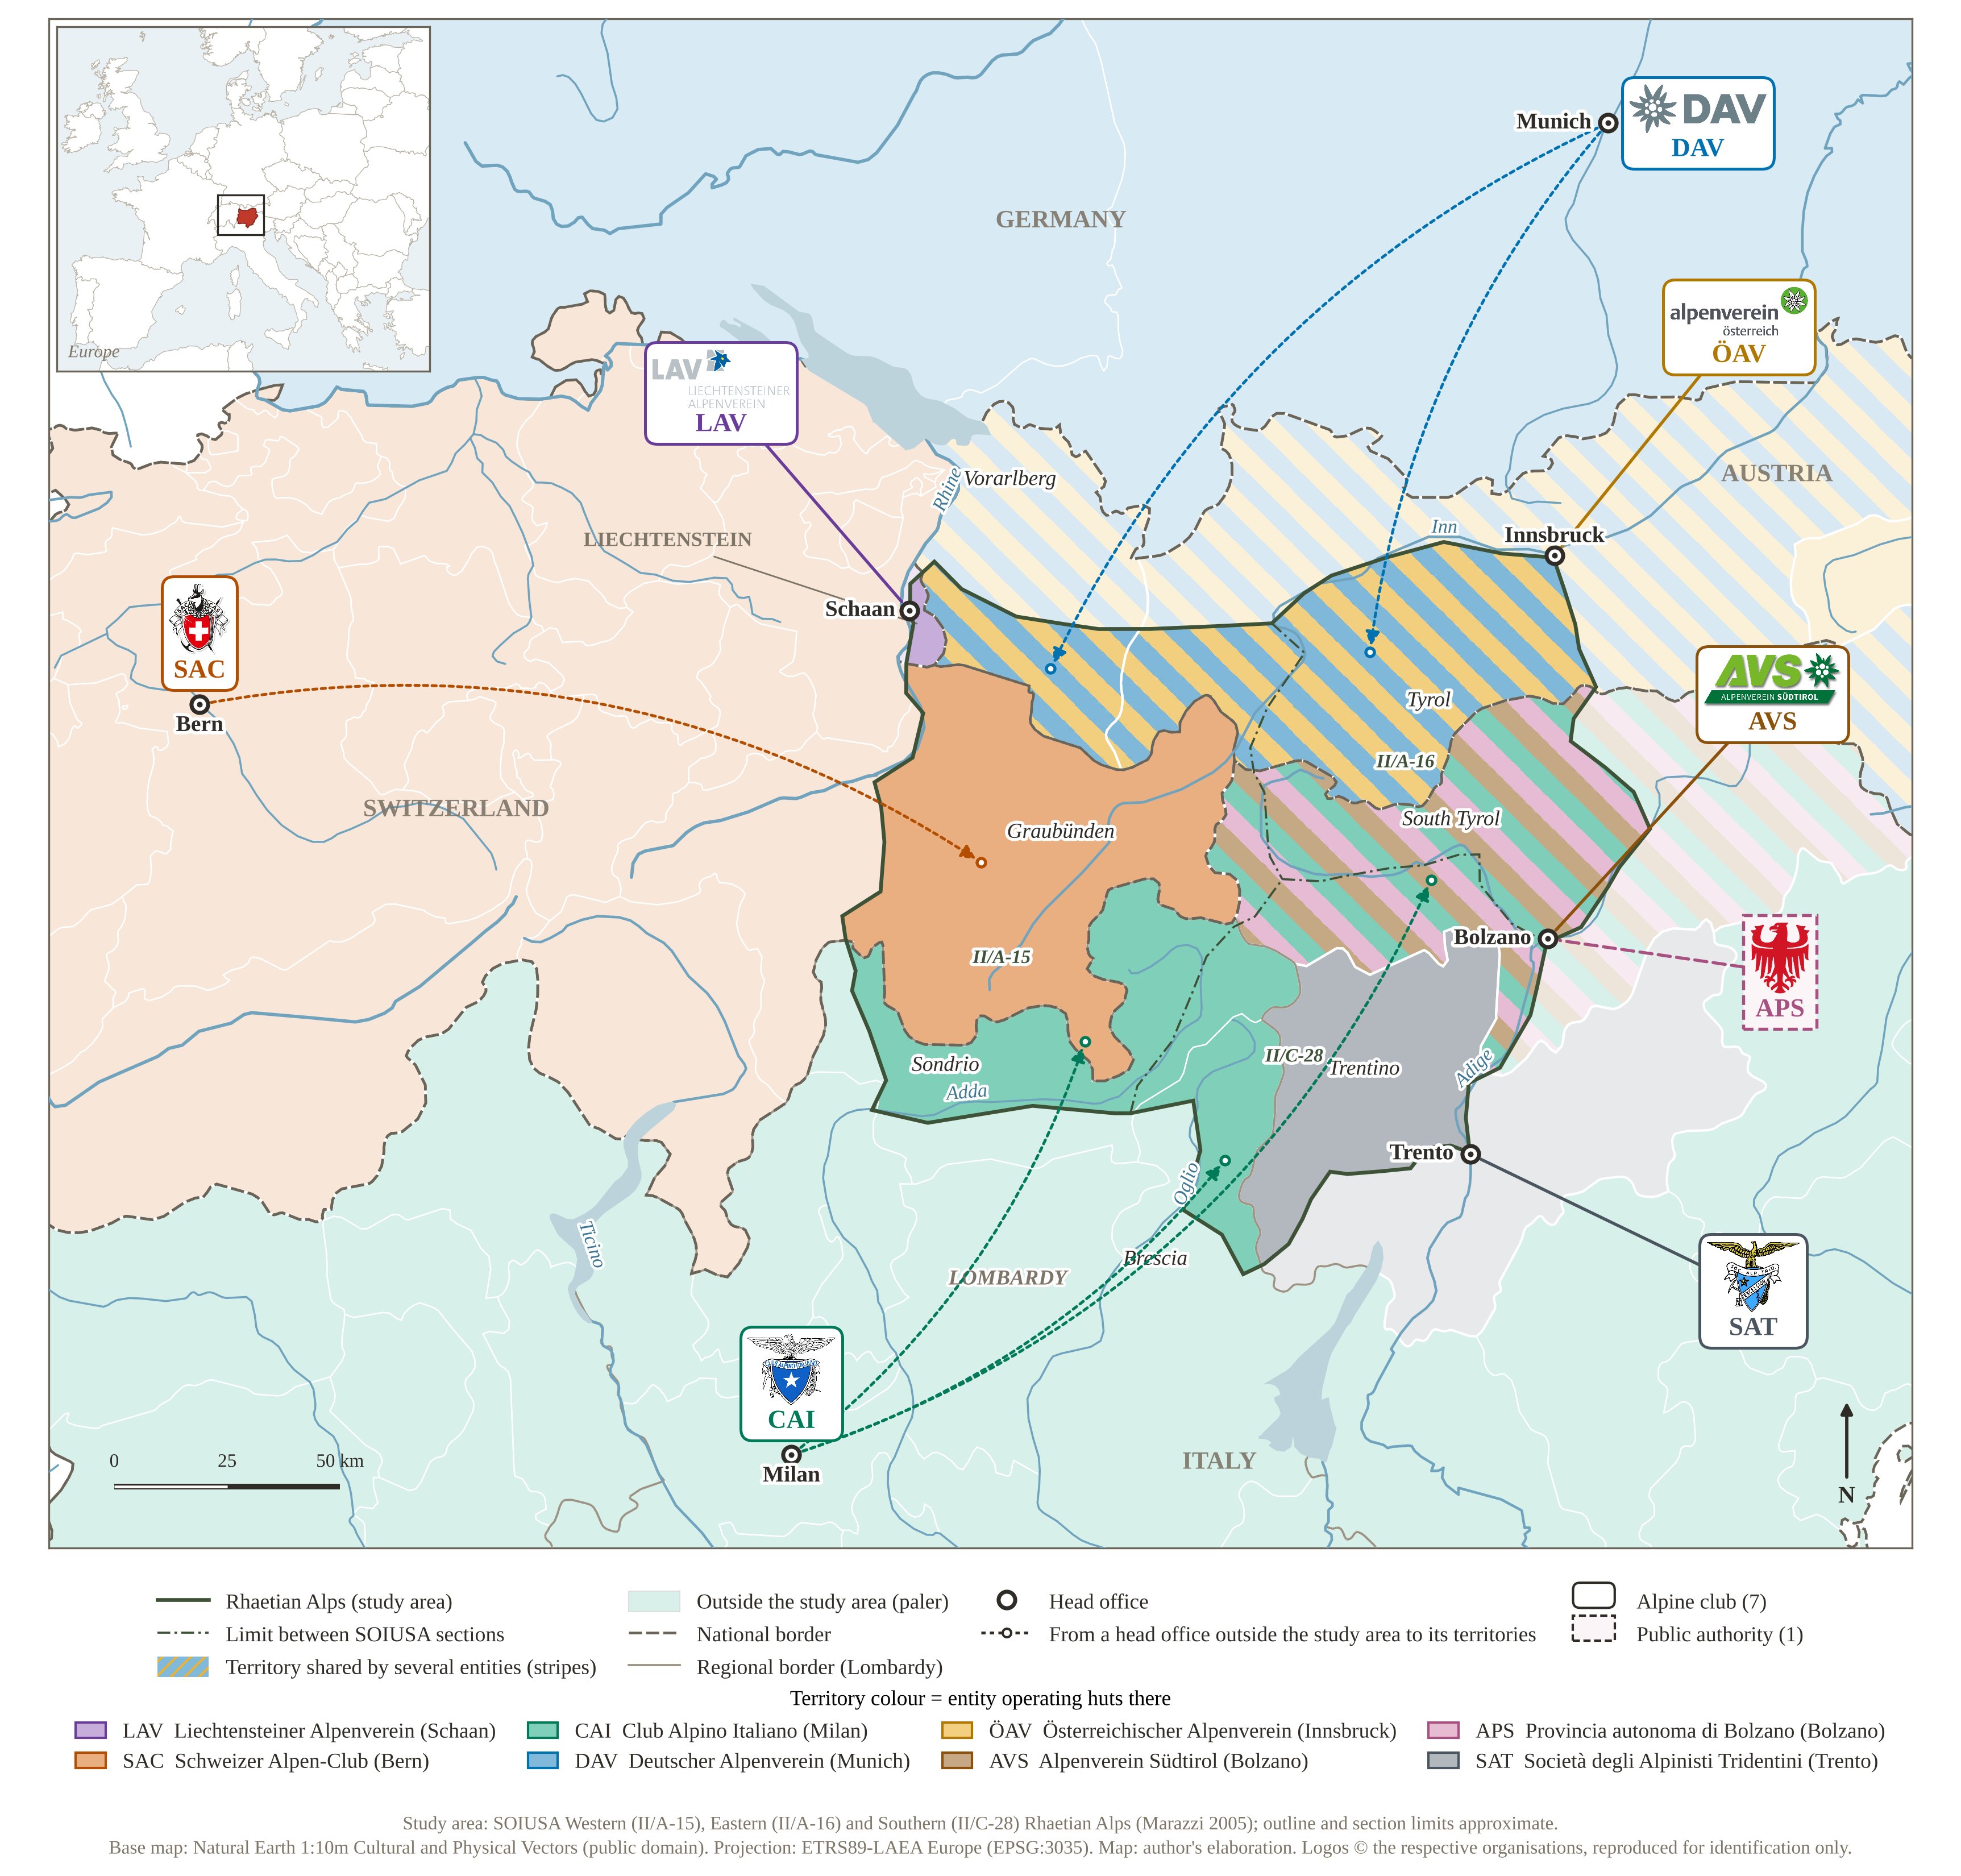 Europe
Munich
DAV
DAV
GERMANY
alpenverein
österreich
ÖAV
LAV
LIECHTENSTEINER
ALPENVEREIN
LAV
Rhine
Vorarlberg
AUSTRIA
Inn
Innsbruck
LIECHTENSTEIN
Schaan
SAC
Bern
AVS
ALPENVEREIN SÜDTIROL
AVS
Tyrol
II/A-16
SWITZERLAND
Graubünden
South Tyrol
Bolzano
II/A-15
APS
Sondrio
Adda
II/C-28
Trentino
Adige
Trento
Oglio
Ticino
Brescia
LOMBARDY
SAT
CAI
Milan
ITALY
0 25 50 km
N
Rhaetian Alps (study area)
Outside the study area (paler)
Head office
Alpine club (7)
Limit between SOIUSA sections
National border
From a head office outside the study area to its territories
Public authority (1)
Territory shared by several entities (stripes)
Regional border (Lombardy)
Territory colour = entity operating huts there
LAV Liechtensteiner Alpenverein (Schaan)
CAI Club Alpino Italiano (Milan)
ÖAV Österreichischer Alpenverein (Innsbruck)
APS Provincia autonoma di Bolzano (Bolzano)
SAC Schweizer Alpen-Club (Bern)
DAV Deutscher Alpenverein (Munich)
AVS Alpenverein Südtirol (Bolzano)
SAT Società degli Alpinisti Tridentini (Trento)
Study area: SOIUSA Western (II/A-15), Eastern (II/A-16) and Southern (II/C-28) Rhaetian Alps (Marazzi 2005); outline and section limits approximate.
Base map: Natural Earth 1:10m Cultural and Physical Vectors (public domain). Projection: ETRS89-LAEA Europe (EPSG:3035). Map: author's elaboration. Logos © the respective organisations, reproduced for identification only.